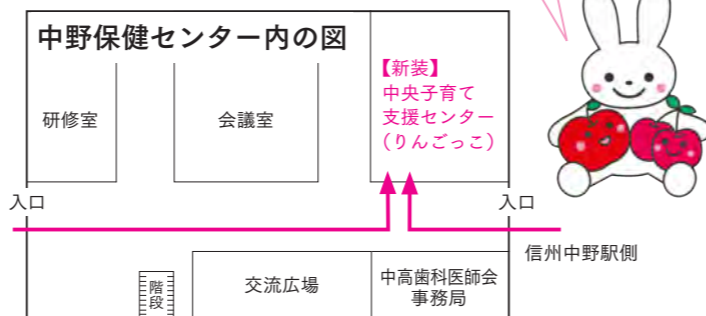 中野保健センター内の図
研修室
会議室
【新装】
中央子育て
支援センター
（りんごっこ）
入口
入口
信州中野駅側
階段
交流広場
中高歯科医師会
事務局